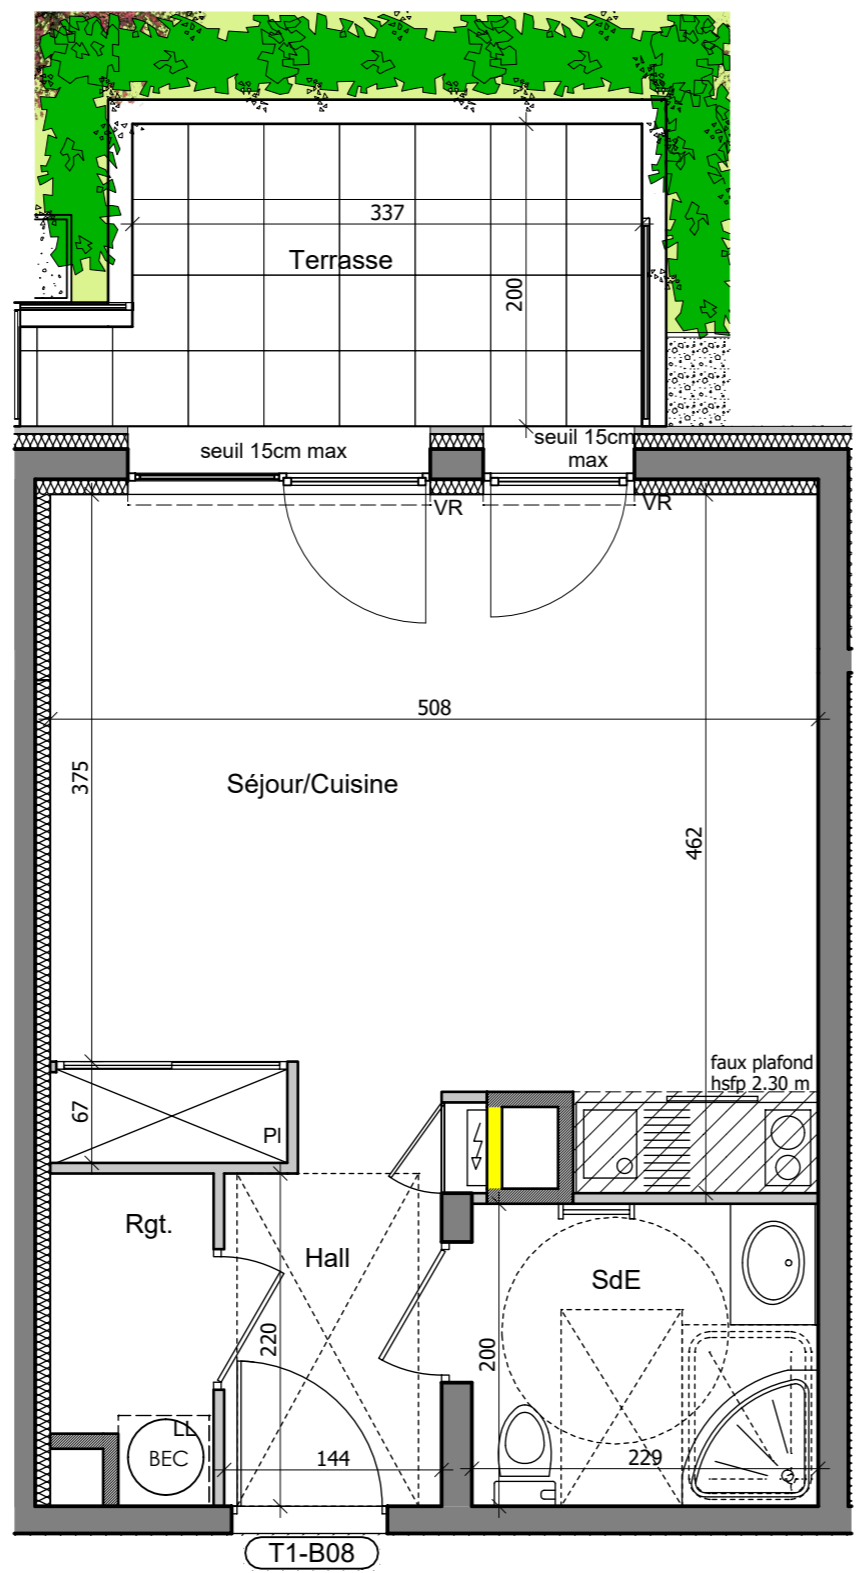 337
Terrasse
200
seuil 15cm max
seuil 15cm
max
VR
VR
508
375
Séjour/Cuisine
462
faux plafond
hsfp 2.30 m
67
Pl
Rgt.
Hall
SdE
220
200
LL
BEC
144
229
T1-B08